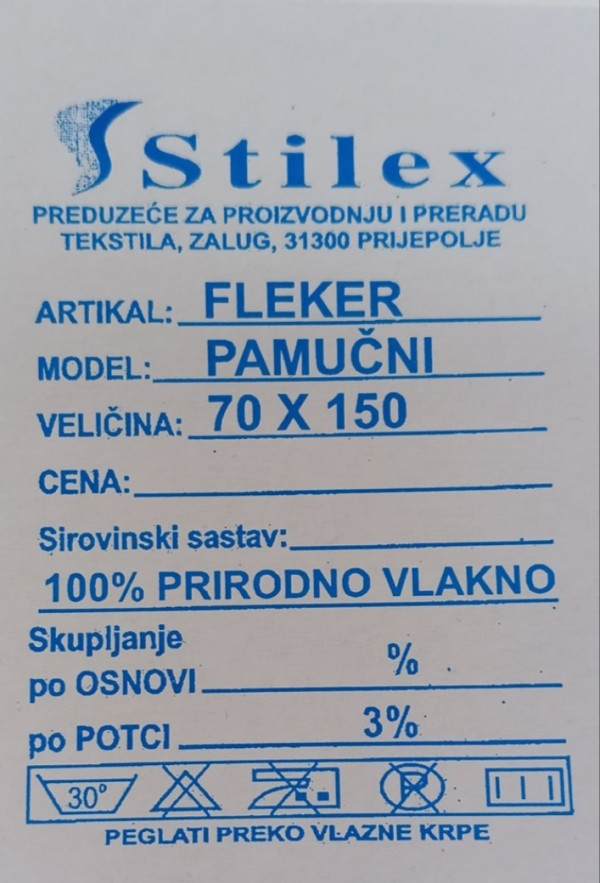 Stilex
PREDUZEĆE ZA PROIZVODNJU I PRERADU
TEKSTILA, ZALUG, 31300 PRIJEPOLJE
ARTIKAL: FLEKER
MODEL: PAMUČNI
VELIČINA: 70 X 150
CENA:
Sirovinski sastav:
100% PRIRODNO VLAKNO
Skupljanje
po OSNOVI %
po POTCI 3%
30° P
PEGLATI PREKO VLAZNE KRPE